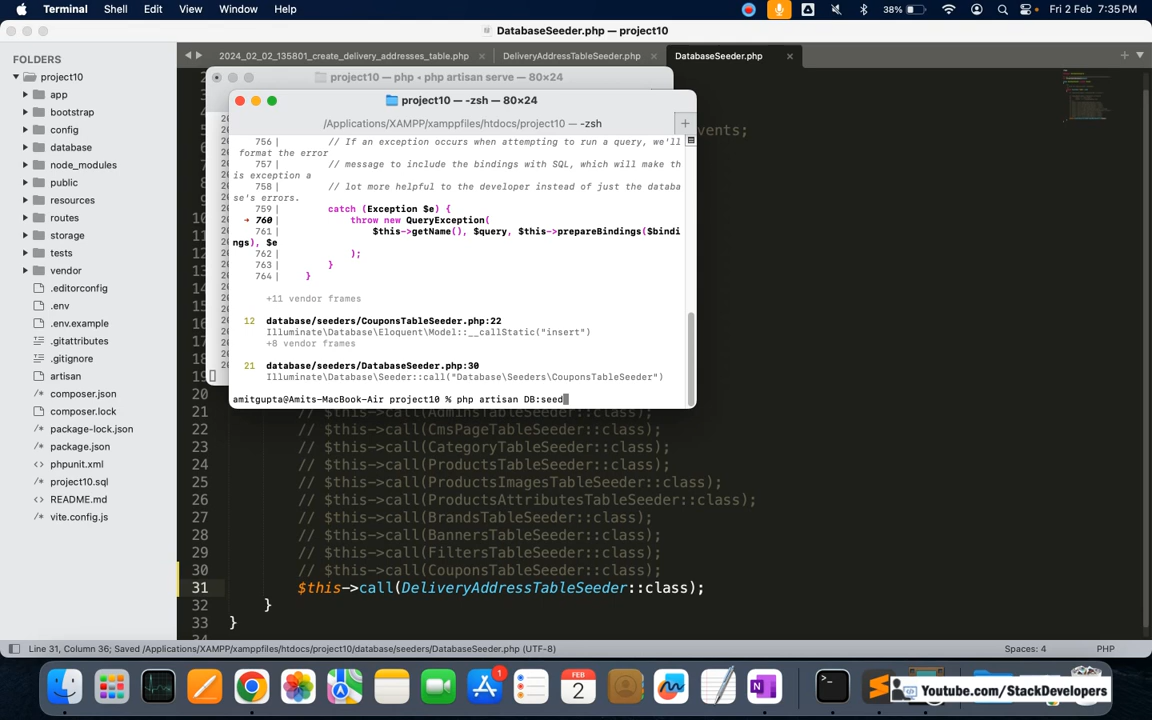 Terminal Shell Edit View Window Help 38% Fri 2 Feb 7:35 PM
DatabaseSeeder.php — project10
FOLDERS
project10
app
bootstrap
config
database
node_modules
public
resources
routes
storage
tests
vendor
.editorconfig
.env
.env.example
.gitattributes
.gitignore
artisan
composer.json
composer.lock
package-lock.json
package.json
phpunit.xml
project10.sql
README.md
vite.config.js
2024_02_02_135801_create_delivery_addresses_table.php DeliveryAddressTableSeeder.php DatabaseSeeder.php
project10 — php ◂ php artisan serve — 80×24
project10 — -zsh — 80×24
/Applications/XAMPP/xamppfiles/htdocs/project10 — -zsh
756| // If an exception occurs when attempting to run a query, we'll
format the error
757| // message to include the bindings with SQL, which will make th
is exception a
758| // lot more helpful to the developer instead of just the databa
se's errors.
759| catch (Exception $e) {
➜ 760| throw new QueryException(
761| $this->getName(), $query, $this->prepareBindings($bindi
ngs), $e
762| );
763| }
764| }
+11 vendor frames
12 database/seeders/CouponsTableSeeder.php:22
Illuminate\Database\Eloquent\Model::__callStatic("insert")
+8 vendor frames
21 database/seeders/DatabaseSeeder.php:30
Illuminate\Database\Seeder::call("Database\Seeders\CouponsTableSeeder")
amitgupta@Amits-MacBook-Air project10 % php artisan DB:seed
vents;
20
21 // $this->call(AdminsTableSeeder::class);
22 // $this->call(CmsPageTableSeeder::class);
23 // $this->call(CategoryTableSeeder::class);
24 // $this->call(ProductsTableSeeder::class);
25 // $this->call(ProductsImagesTableSeeder::class);
26 // $this->call(ProductsAttributesTableSeeder::class);
27 // $this->call(BrandsTableSeeder::class);
28 // $this->call(BannersTableSeeder::class);
29 // $this->call(FiltersTableSeeder::class);
30 // $this->call(CouponsTableSeeder::class);
31 $this->call(DeliveryAddressTableSeeder::class);
32 }
33 }
Line 31, Column 36; Saved /Applications/XAMPP/xamppfiles/htdocs/project10/database/seeders/DatabaseSeeder.php (UTF-8) Spaces: 4 PHP
1
FEB
2
Youtube.com/StackDevelopers